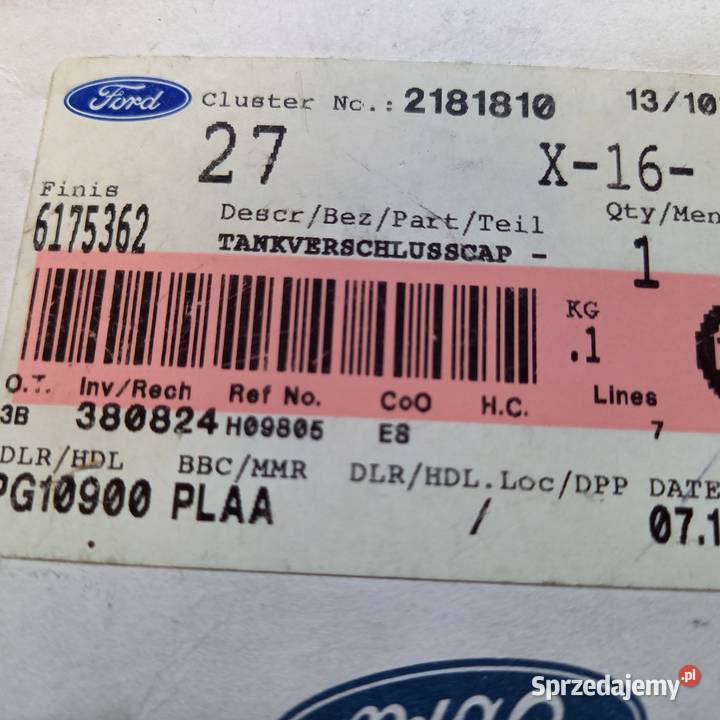 Ford Cluster No.: 2181810 13/10
27 X-16-
Finis Descr/Bez/Part/Teil Qty/Men
6175362 TANKVERSCHLUSSCAP - 1
KG
.1
O.T. Inv/Rech Ref No. CoO H.C. Lines
3B 380824 H09805 ES 7
DLR/HDL BBC/MMR DLR/HDL.Loc/DPP DATE
PG10900 PLAA / 07.1
Ford
Sprzedajemy.pl